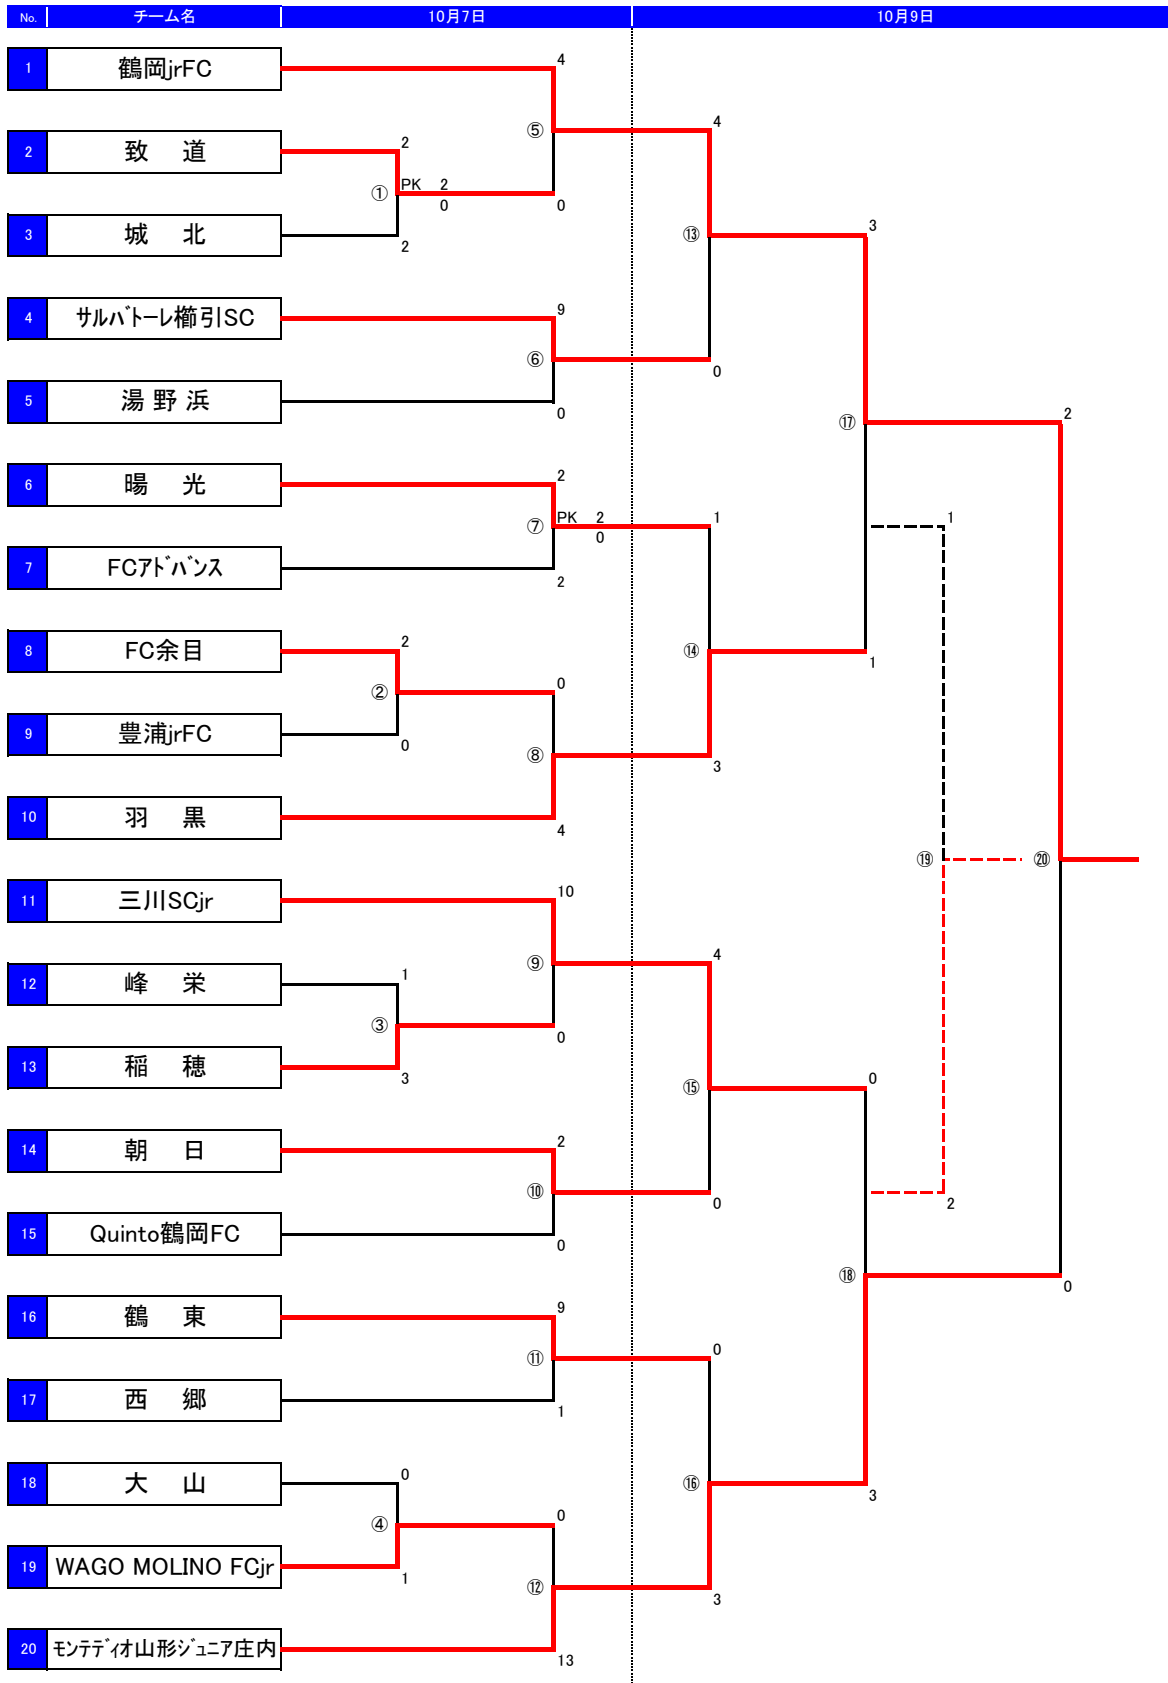 No. チーム名 10月7日 10月9日
1 鶴岡jrFC 4
⑤ 4
2 致 道 2
① PK 2
0 0
3 城 北 2
⑬ 3
4 サルバトーレ櫛引SC 9
⑥ 0
5 湯野浜 0
⑰ 2
6 暘 光 2
⑦ PK 2 1 1
0
7 FCアドバンス 2
8 FC余目 2
⑭ 1
② 0
9 豊浦jrFC 0
⑧ 3
10 羽 黒 4
⑲ ⑳
11 三川SCjr 10
⑨ 4
12 峰 栄 1
③ 0
13 稲 穂 3
⑮ 0
14 朝 日 2
⑩ 0 2
15 Quinto鶴岡FC 0
⑱ 0
16 鶴 東 9
⑪ 0
17 西 郷 1
18 大 山 0
⑯ 3
④ 0
19 WAGO MOLINO FCjr 1
⑫ 3
20 モンテディオ山形ジュニア庄内 13